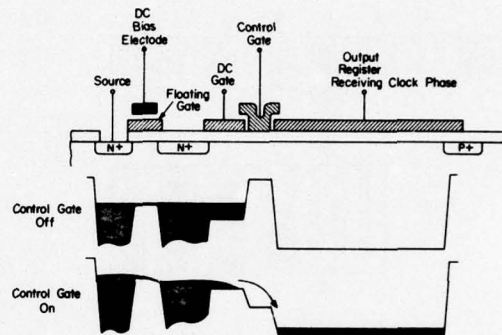 DC
Bias
Electode
Control
Gate
Source
Floating
Gate
DC
Gate
Output
Register
Receiving Clock Phase
N+
N+
P+
Control Gate
Off
Control Gate
On